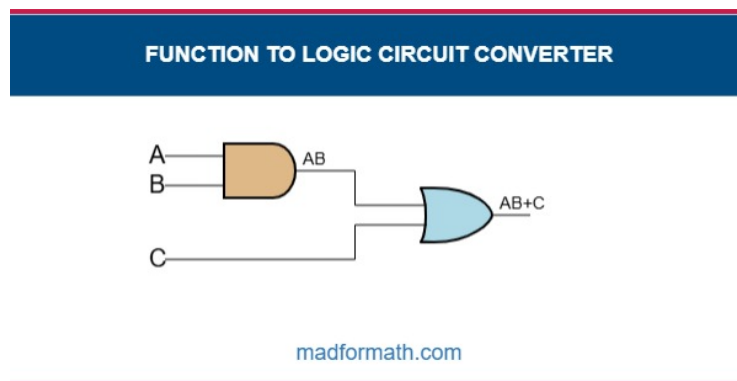 FUNCTION TO LOGIC CIRCUIT CONVERTER
A
AB
B
AB+C
C
madformath.com